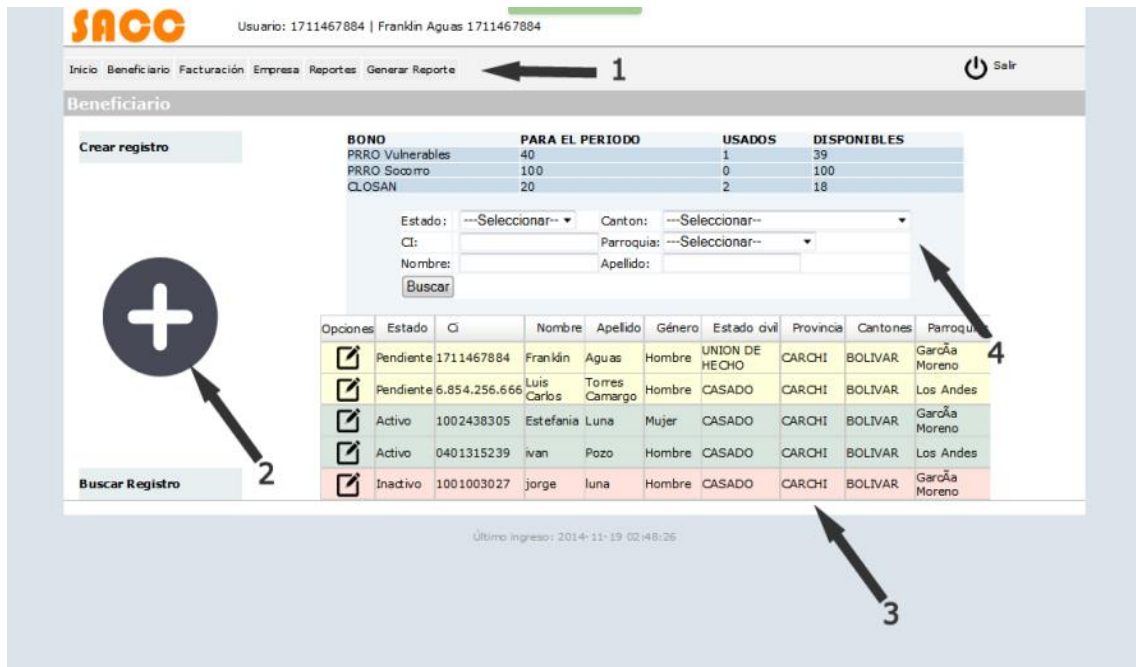 SACC Usuario: 1711467884 | Franklin Aguas 1711467884
Inicio Beneficiario Facturación Empresa Reportes Generar Reporte 1 Salir
Beneficiario
Crear registro
BONO PARA EL PERIODO USADOS DISPONIBLES
PRRO Vulnerables 40 1 39
PRRO Socorro 100 0 100
CLOSAN 20 2 18
Estado: ---Seleccionar-- Canton: ---Seleccionar--
CI: Parroquia: ---Seleccionar--
Nombre: Apellido:
Buscar
Opciones Estado Ci Nombre Apellido Género Estado civil Provincia Cantones
4
Pendiente 1711467884 Franklin Aguas Hombre UNION DE HECHO CARCHI BOLIVAR GarcÃa Moreno
Pendiente 6.854.256.666 Luis Carlos Torres Camargo Hombre CASADO CARCHI BOLIVAR Los Andes
Activo 1002438305 Estefania Luna Mujer CASADO CARCHI BOLIVAR GarcÃa Moreno
Activo 0401315239 ivan Pozo Hombre CASADO CARCHI BOLIVAR Los Andes
2
Buscar Registro
Inactivo 1001003027 jorge luna Hombre CASADO CARCHI BOLIVAR GarcÃa Moreno
Último ingreso: 2014-11-19 02:48:26
3